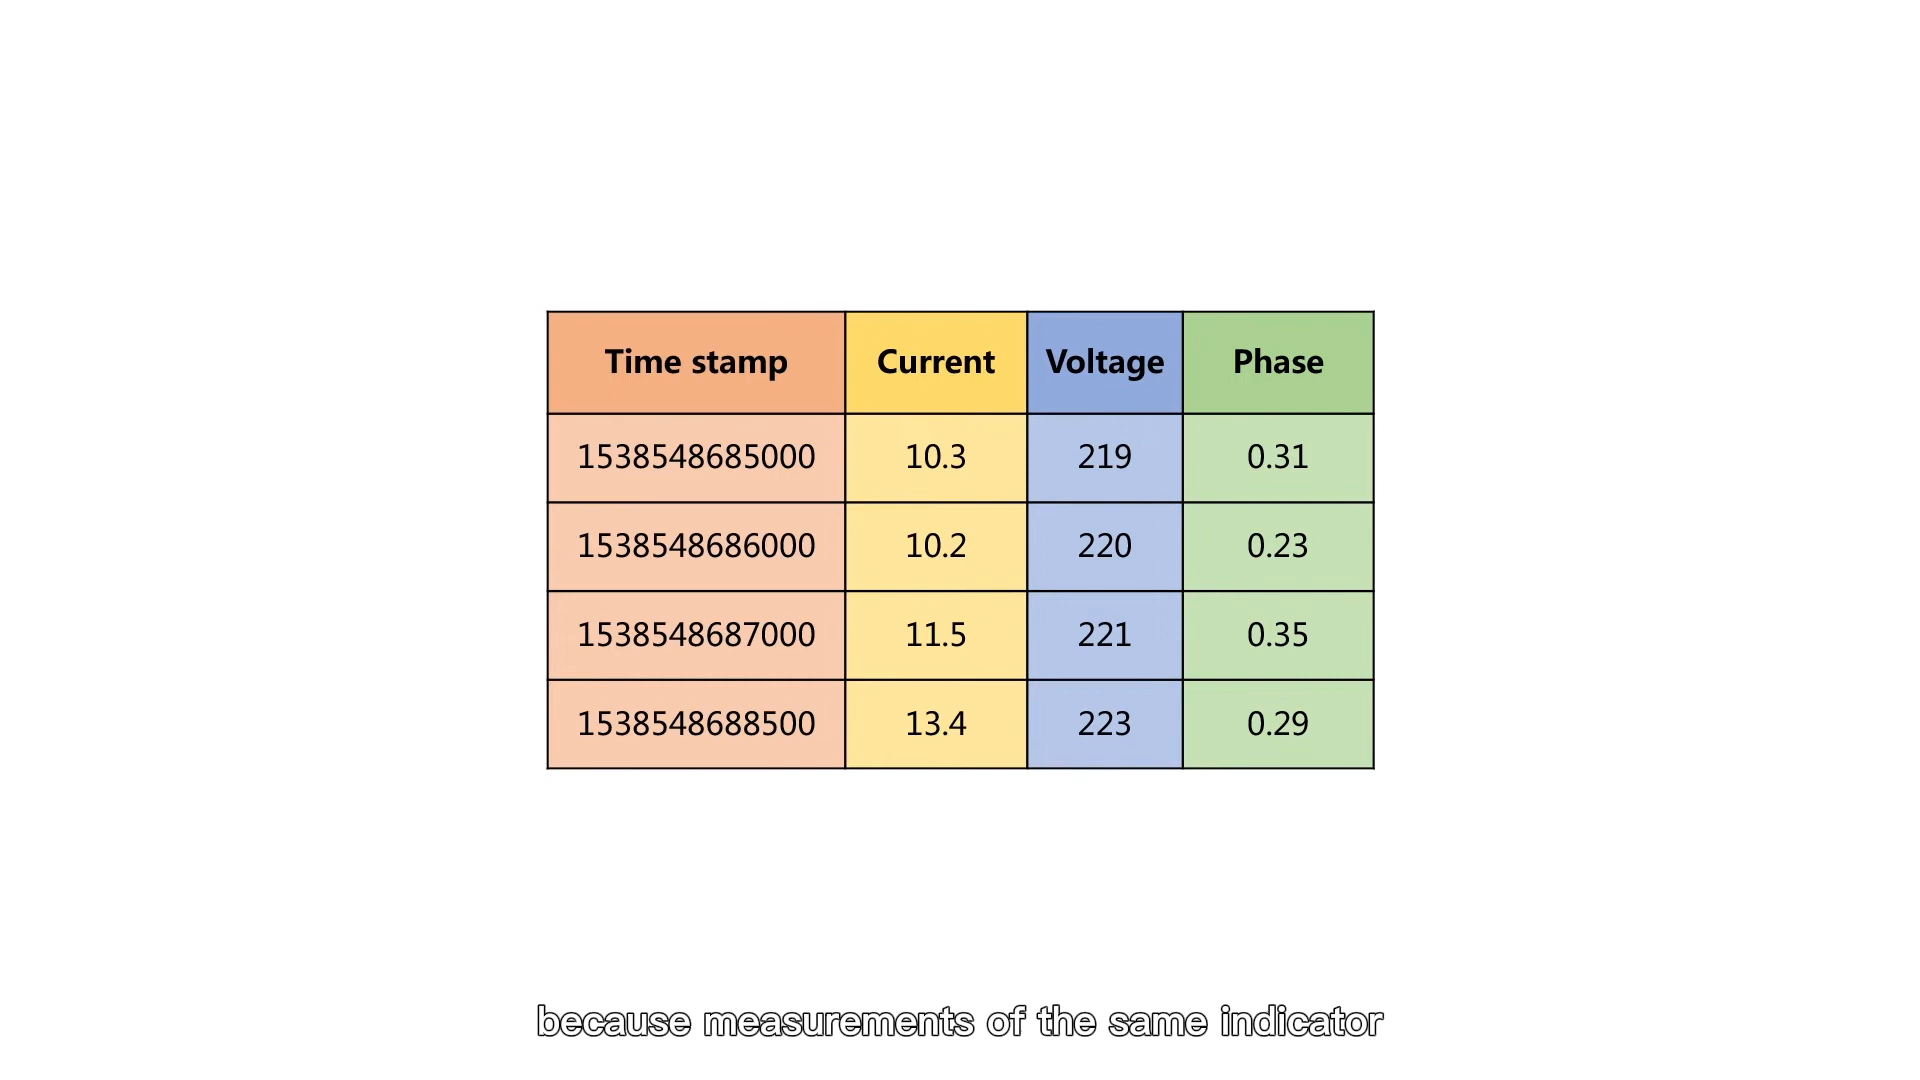 Time stamp Current Voltage Phase
1538548685000 10.3 219 0.31
1538548686000 10.2 220 0.23
1538548687000 11.5 221 0.35
1538548688500 13.4 223 0.29
because measurements of the same indicator